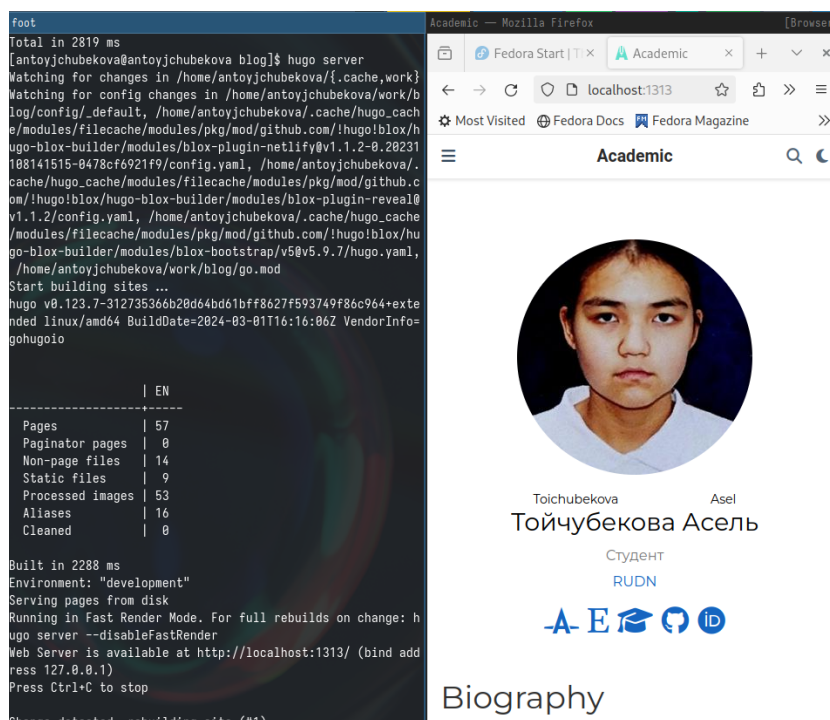 foot
Total in 2819 ms
[antoyjchubekova@antoyjchubekova blog]$ hugo server
Watching for changes in /home/antoyjchubekova/{.cache,work}
Watching for config changes in /home/antoyjchubekova/work/b
log/config/_default, /home/antoyjchubekova/.cache/hugo_cach
e/modules/filecache/modules/pkg/mod/github.com/!hugo!blox/h
ugo-blox-builder/modules/blox-plugin-netlify@v1.1.2-0.20231
108141515-0478cf6921f9/config.yaml, /home/antoyjchubekova/.
cache/hugo_cache/modules/filecache/modules/pkg/mod/github.c
om/!hugo!blox/hugo-blox-builder/modules/blox-plugin-reveal@
v1.1.2/config.yaml, /home/antoyjchubekova/.cache/hugo_cache
/modules/filecache/modules/pkg/mod/github.com/!hugo!blox/hu
go-blox-builder/modules/blox-bootstrap/v5@v5.9.7/hugo.yaml,
/home/antoyjchubekova/work/blog/go.mod
Start building sites …
hugo v0.123.7-312735366b20d64bd61bff8627f593749f86c964+exte
nded linux/amd64 BuildDate=2024-03-01T16:16:06Z VendorInfo=
gohugoio
| EN
-------------------+-----
Pages | 57
Paginator pages | 0
Non-page files | 14
Static files | 9
Processed images | 53
Aliases | 16
Cleaned | 0
Built in 2288 ms
Environment: "development"
Serving pages from disk
Running in Fast Render Mode. For full rebuilds on change: h
ugo server --disableFastRender
Web Server is available at http://localhost:1313/ (bind add
ress 127.0.0.1)
Press Ctrl+C to stop
Academic — Mozilla Firefox [Browser
Fedora Start | Academic
localhost:1313
Most Visited Fedora Docs Fedora Magazine
Academic
Toichubekova Asel
Тойчубекова Асель
Студент
RUDN
Biography